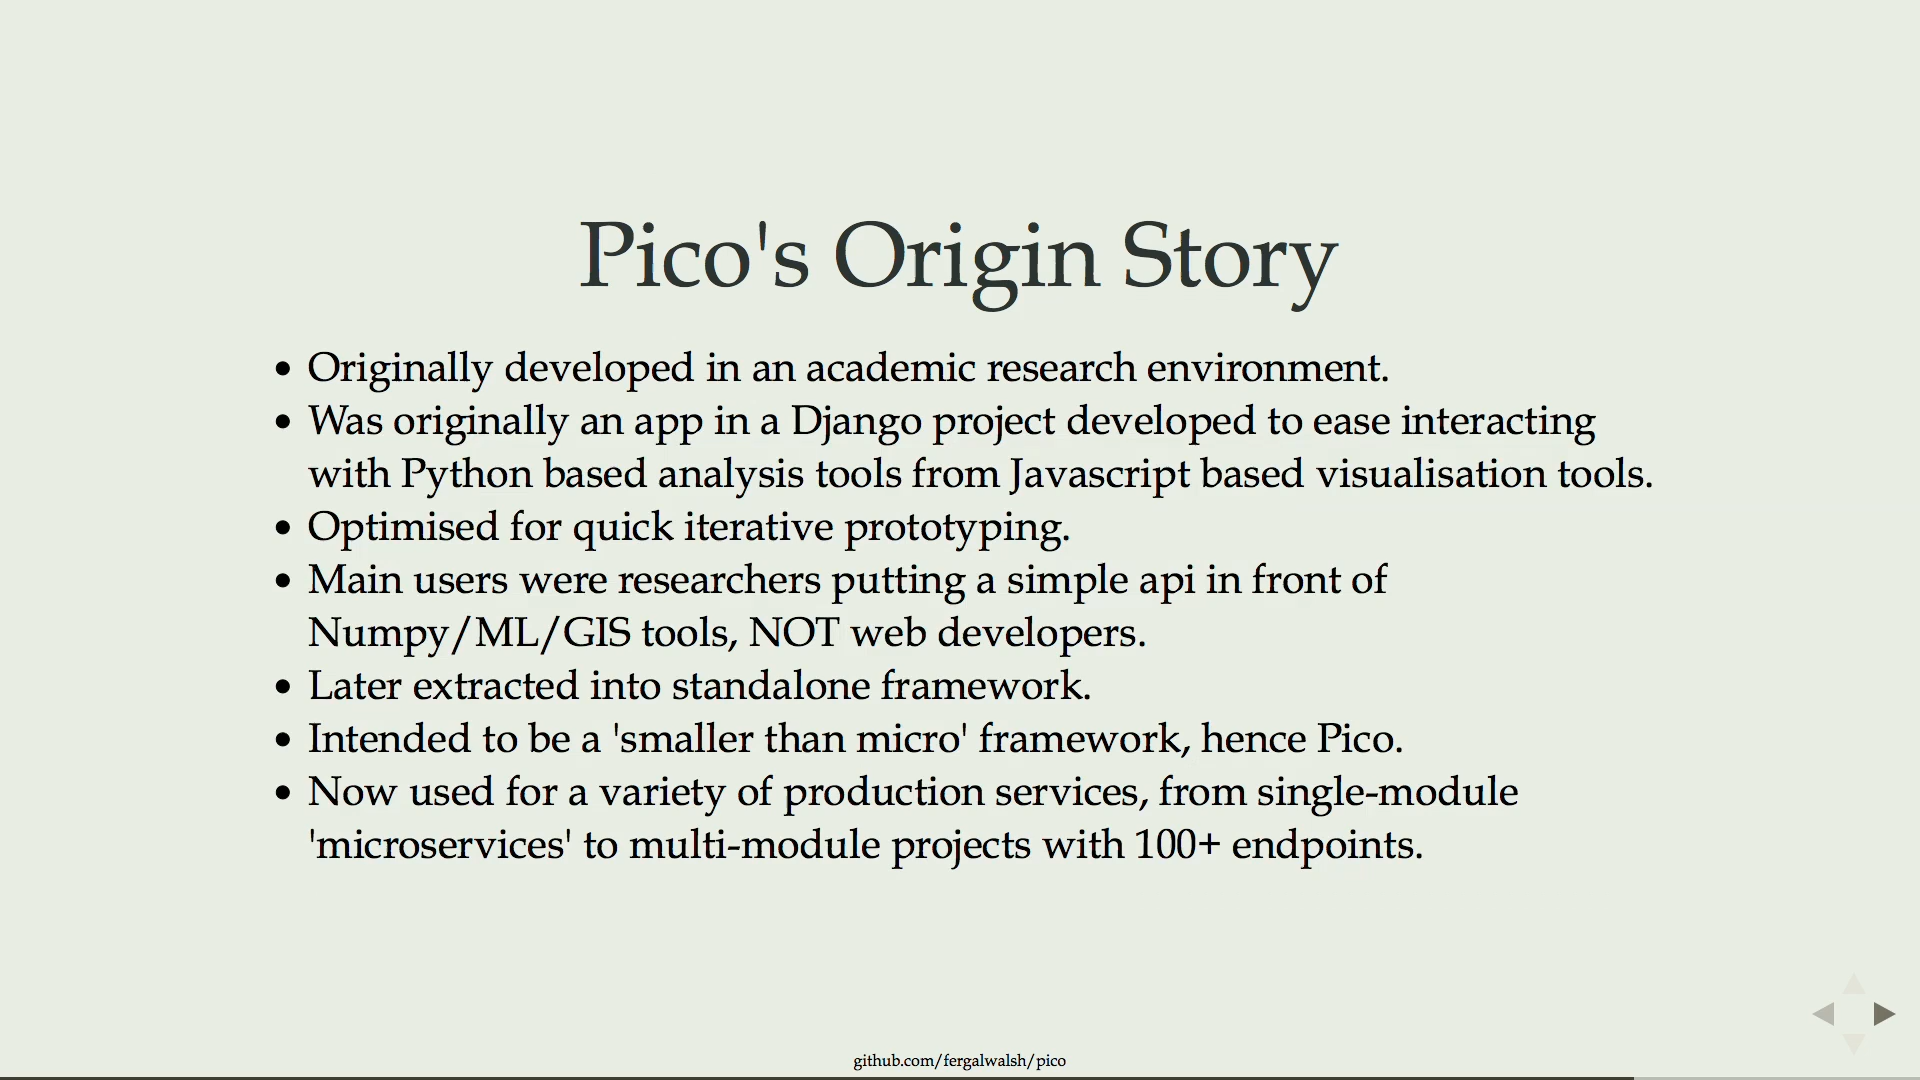 Pico's Origin Story
• Originally developed in an academic research environment.
• Was originally an app in a Django project developed to ease interacting
with Python based analysis tools from Javascript based visualisation tools.
• Optimised for quick iterative prototyping.
• Main users were researchers putting a simple api in front of
Numpy/ML/GIS tools, NOT web developers.
• Later extracted into standalone framework.
• Intended to be a 'smaller than micro' framework, hence Pico.
• Now used for a variety of production services, from single-module
'microservices' to multi-module projects with 100+ endpoints.
github.com/fergalwalsh/pico